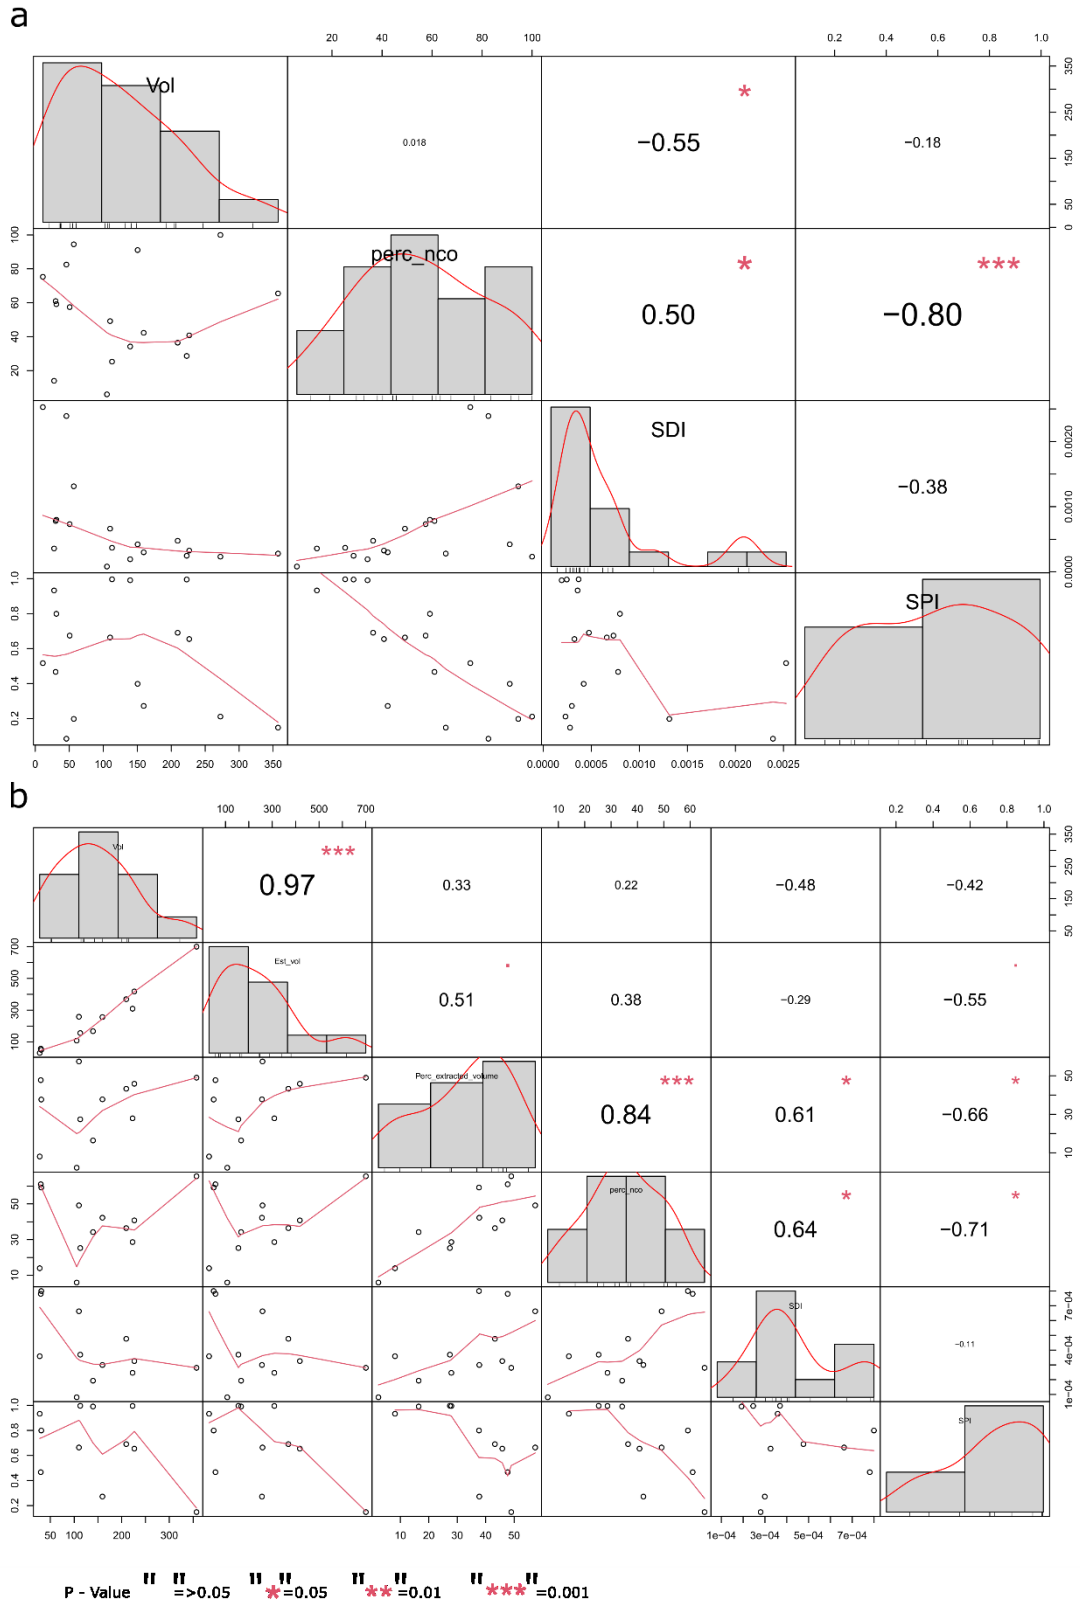 a
20 40 60 80 100 0.2 0.4 0.6 0.8 1.0
Vol 0.018 * −0.55 −0.18 0 50 150 250 350
20 40 60 80 100 perc_nco * 0.50 *** −0.80
SDI −0.38 0.0000 0.0010 0.0020
0.2 0.4 0.6 0.8 1.0 SPI
0 50 100 150 200 250 300 350 0.0000 0.0005 0.0010 0.0015 0.0020 0.0025
b
100 300 500 700 10 20 30 40 50 60 0.2 0.4 0.6 0.8 1.0
Vol *** 0.97 0.33 0.22 −0.48 −0.42 50 150 250 350
100 300 500 700 Est_vol 0.51 0.38 −0.29 −0.55
Perc_extracted_volume *** 0.84 * 0.61 * −0.66 10 30 50
10 30 50 perc_nco * 0.64 * −0.71
SDI −0.11 1e−04 4e−04 7e−04
0.2 0.4 0.6 0.8 1.0 SPI
50 100 150 200 250 300 10 20 30 40 50 1e−04 3e−04 5e−04 7e−04
P - Value " " =>0.05 " * " =0.05 " ** " =0.01 " *** " =0.001